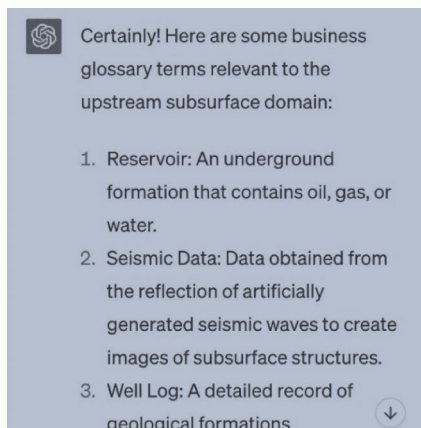 Certainly! Here are some business
glossary terms relevant to the
upstream subsurface domain:
1. Reservoir: An underground
formation that contains oil, gas, or
water.
2. Seismic Data: Data obtained from
the reflection of artificially
generated seismic waves to create
images of subsurface structures.
3. Well Log: A detailed record of
geological formations